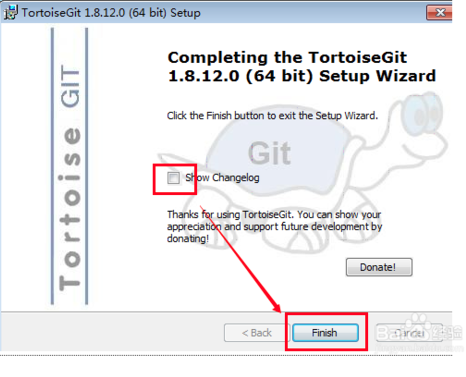 TortoiseGit 1.8.12.0 (64 bit) Setup
Tortoise GIT
Completing the TortoiseGit
1.8.12.0 (64 bit) Setup Wizard
Click the Finish button to exit the Setup Wizard.
Git
Show Changelog
Thanks for using TortoiseGit. You can show your
appreciation and support future development by
donating!
Donate!
< Back
Finish
Cancel